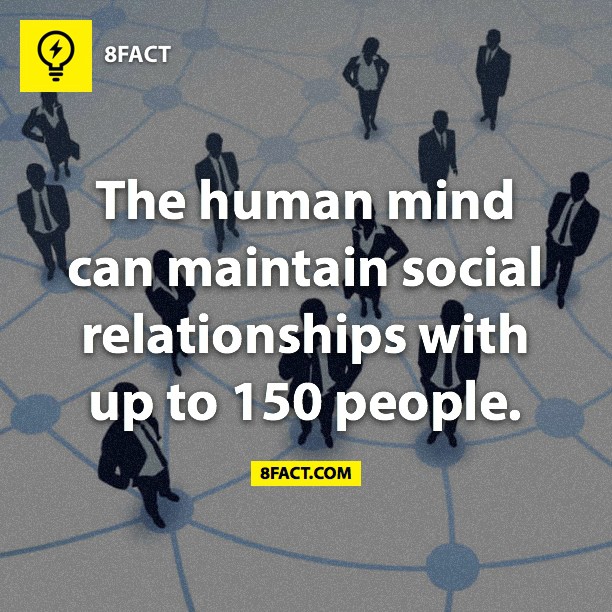 8FACT
The human mind
can maintain social
relationships with
up to 150 people.
8FACT.COM